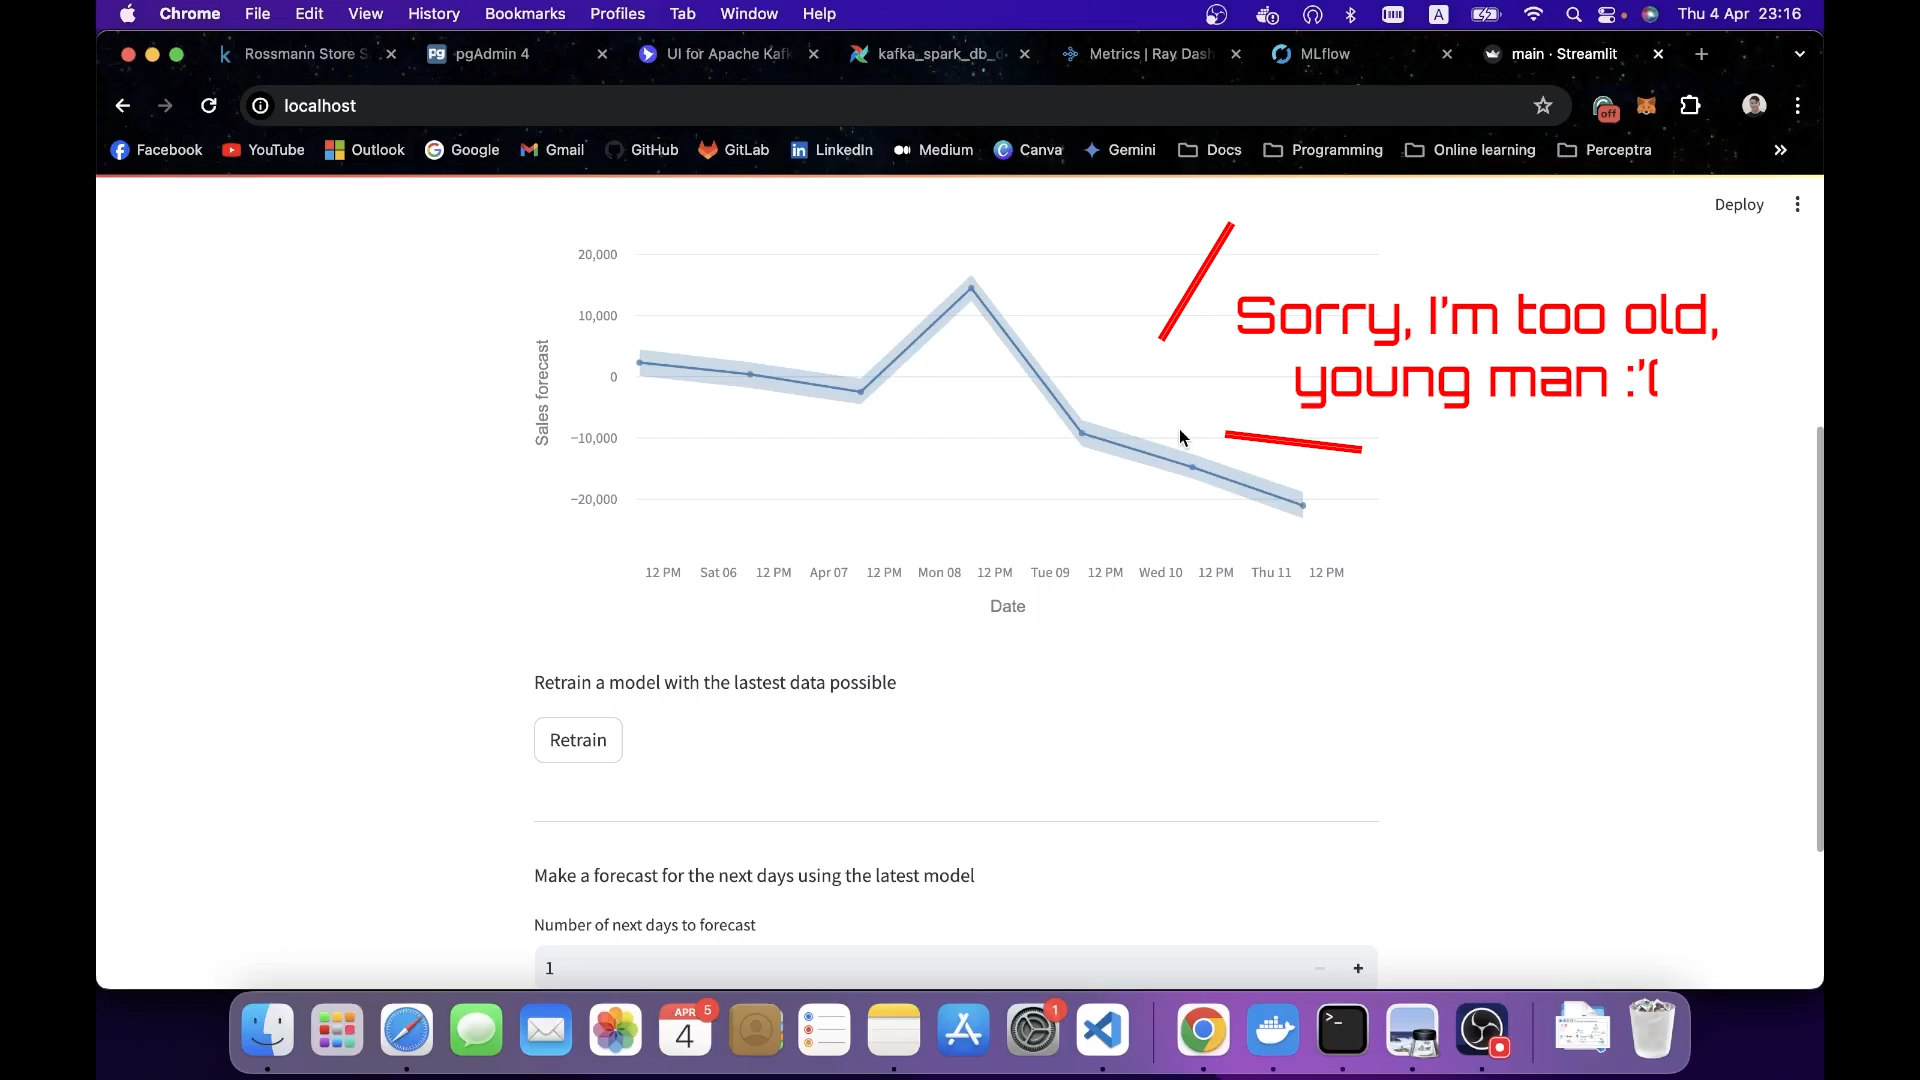 Chrome File Edit View History Bookmarks Profiles Tab Window Help A Thu 4 Apr 23:16
Rossmann Store S pgAdmin 4 UI for Apache Kafk kafka_spark_db_d Metrics | Ray Dash MLflow main · Streamlit
localhost off
Facebook YouTube Outlook Google Gmail GitHub GitLab LinkedIn Medium Canva Gemini Docs Programming Online learning Perceptra
Deploy
20,000
10,000
0
−10,000
−20,000
Sales forecast
Sorry, I'm too old,
young man :'(
12 PM Sat 06 12 PM Apr 07 12 PM Mon 08 12 PM Tue 09 12 PM Wed 10 12 PM Thu 11 12 PM
Date
Retrain a model with the lastest data possible
Retrain
Make a forecast for the next days using the latest model
Number of next days to forecast
1
APR 5
4
1